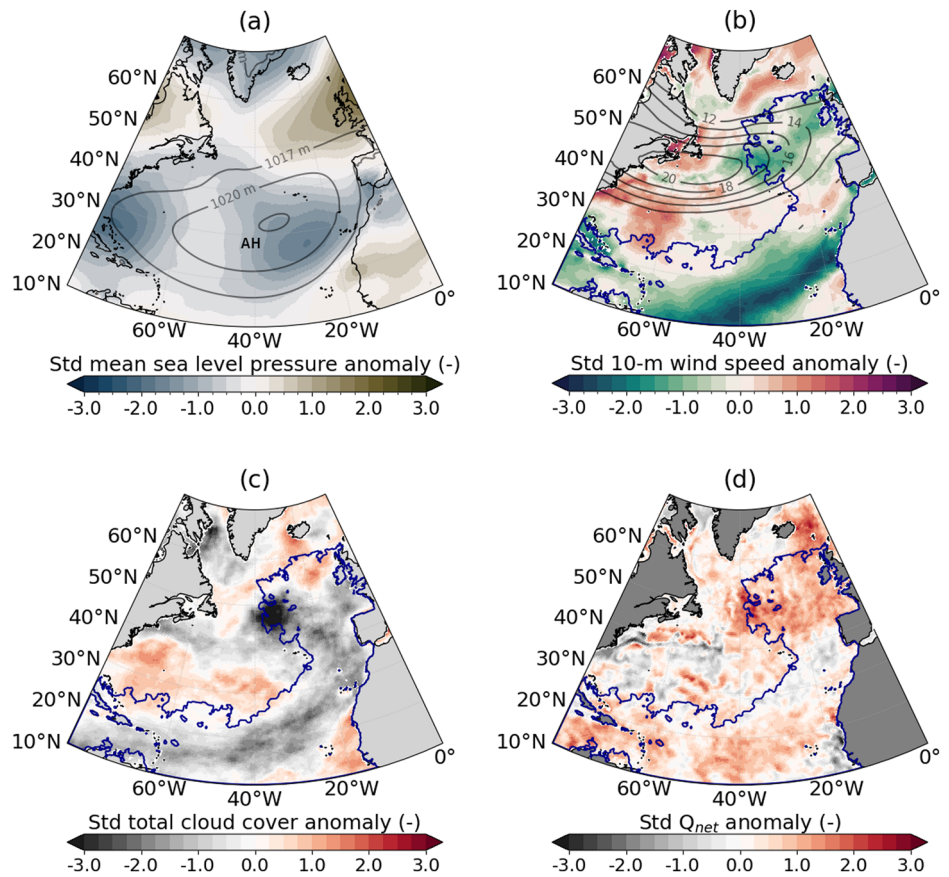 (a)
(b)
60°N
50°N
40°N
30°N
20°N
10°N
60°W
40°W
20°W
0°
1017 m
1020 m
AH
Std mean sea level pressure anomaly (-)
-3.0 -2.0 -1.0 0.0 1.0 2.0 3.0
60°N
50°N
40°N
30°N
20°N
10°N
60°W
40°W
20°W
0°
12
14
16
18
20
Std 10-m wind speed anomaly (-)
-3.0 -2.0 -1.0 0.0 1.0 2.0 3.0
(c)
(d)
60°N
50°N
40°N
30°N
20°N
10°N
60°W
40°W
20°W
0°
Std total cloud cover anomaly (-)
-3.0 -2.0 -1.0 0.0 1.0 2.0 3.0
60°N
50°N
40°N
30°N
20°N
10°N
60°W
40°W
20°W
0°
Std Qnet anomaly (-)
-3.0 -2.0 -1.0 0.0 1.0 2.0 3.0